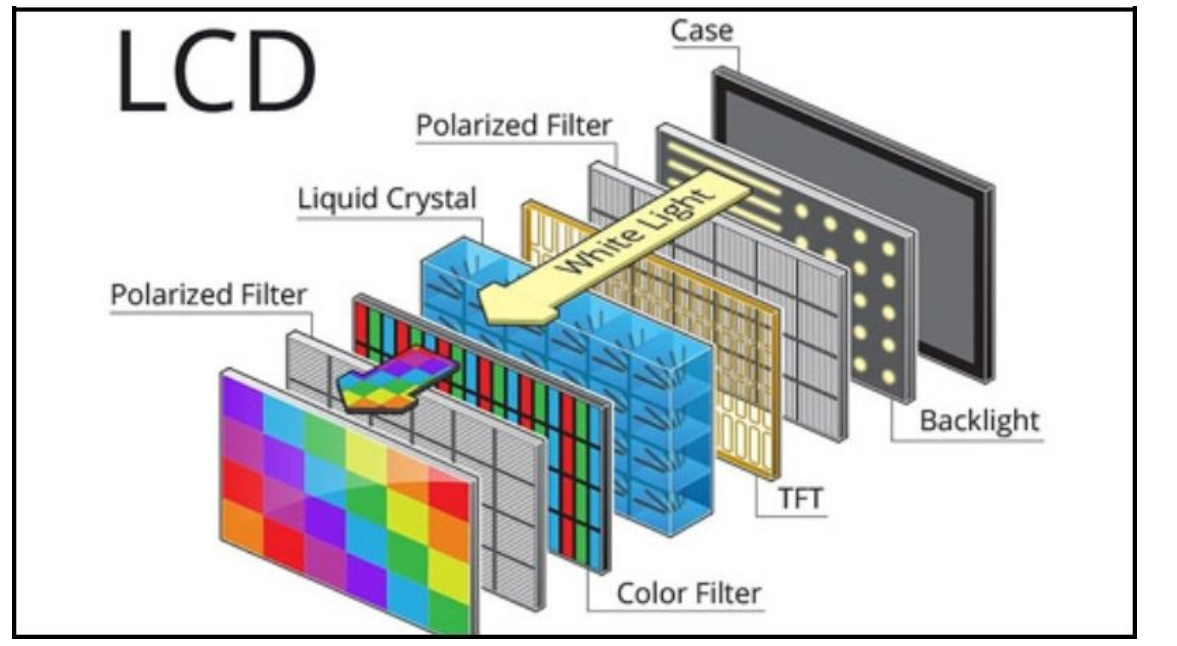 LCD
Case
Polarized Filter
White Light
Liquid Crystal
Polarized Filter
Backlight
TFT
Color Filter